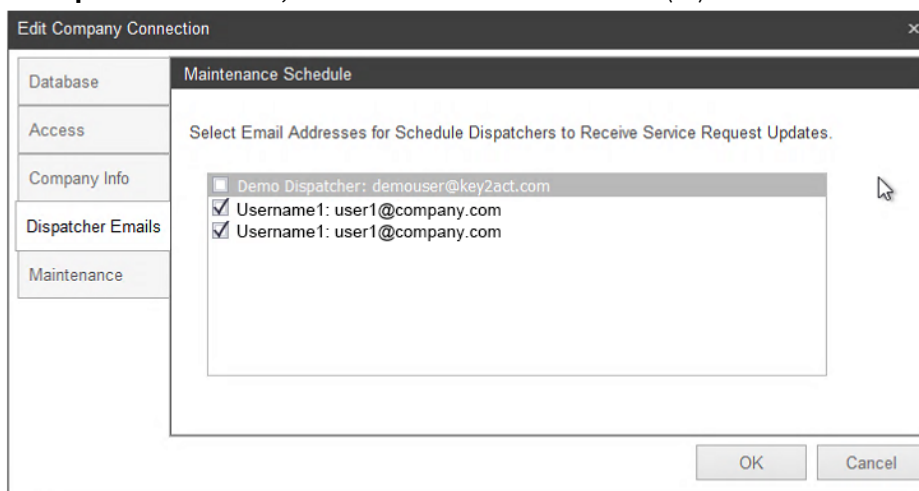 Edit Company Connection
Database
Maintenance Schedule
Access
Select Email Addresses for Schedule Dispatchers to Receive Service Request Updates.
Company Info
Demo Dispatcher: demouser@key2act.com
Username1: user1@company.com
Dispatcher Emails
Username1: user1@company.com
Maintenance
OK
Cancel